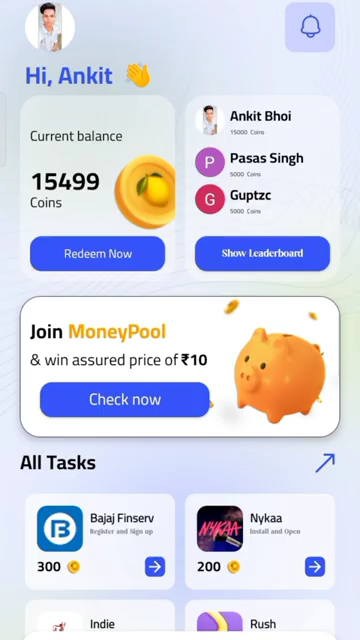 Hi, Ankit 👋
Current balance
15499
Coins
Redeem Now
Ankit Bhoi
15000 Coins
P
Pasas Singh
5000 Coins
G
Guptzc
5000 Coins
Show Leaderboard
Join MoneyPool
& win assured price of ₹10
Check now
All Tasks
Bajaj Finserv
Register and Sign up
300
NYKAA
Nykaa
Install and Open
200
Indie
Rush